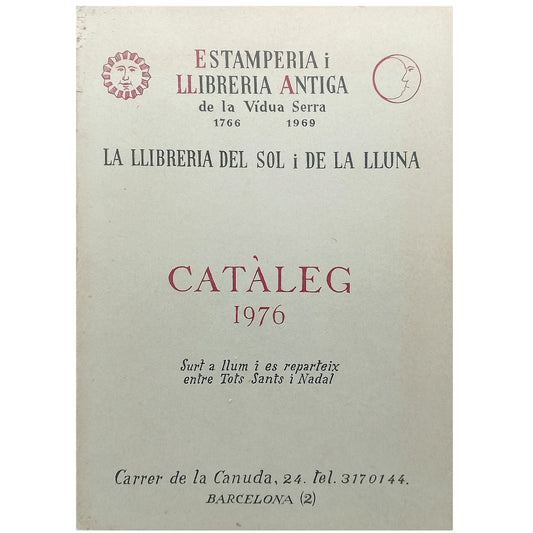 ESTAMPERIA i
LLIBRERIA ANTIGA
de la Vídua Serra
1766 1969
LA LLIBRERIA DEL SOL i DE LA LLUNA
CATÀLEG
1976
Surt a llum i es reparteix
entre Tots Sants i Nadal
Carrer de la Canuda, 24. Tel. 3170144.
BARCELONA (2)